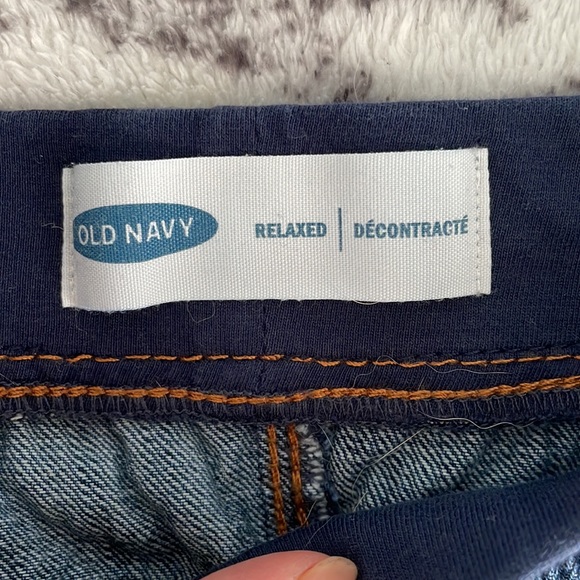 OLD NAVY RELAXED | DÉCONTRACTÉ